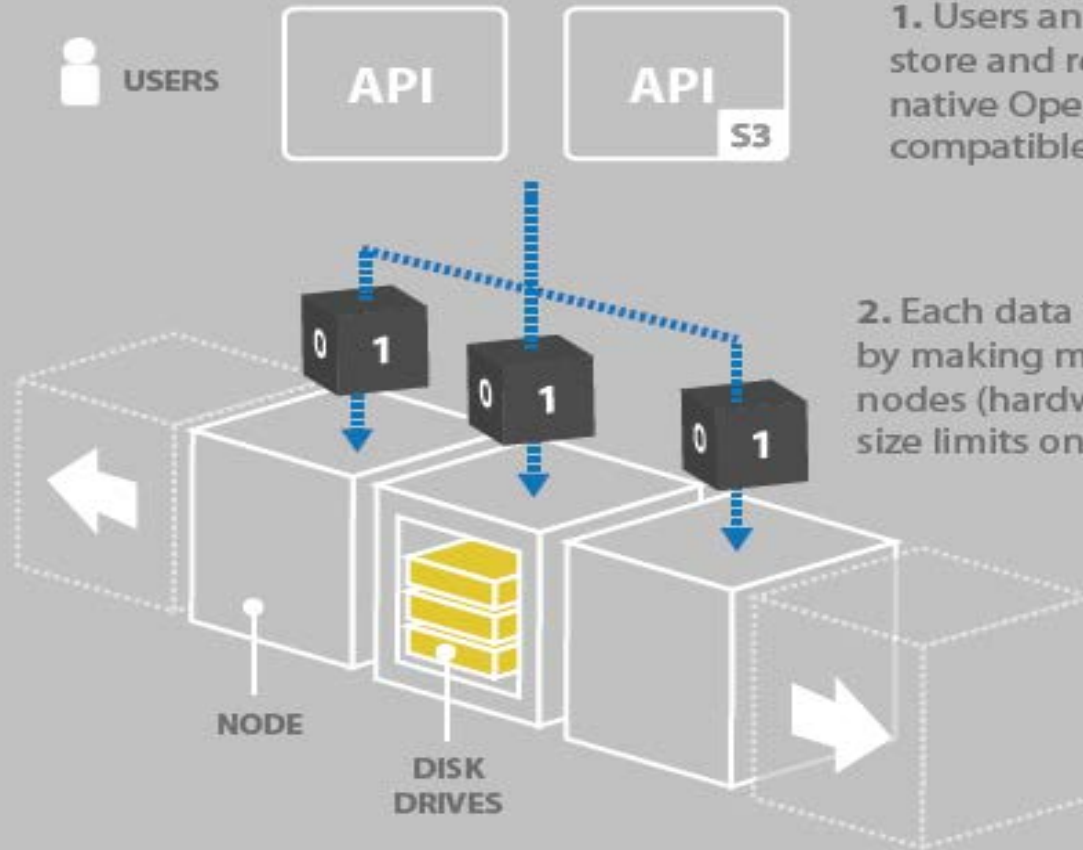 USERS
API
API
S3
1. Users an
store and re
native Ope
compatible
0 1
0 1
0 1
2. Each data
by making m
nodes (hardw
size limits on
NODE
DISK
DRIVES